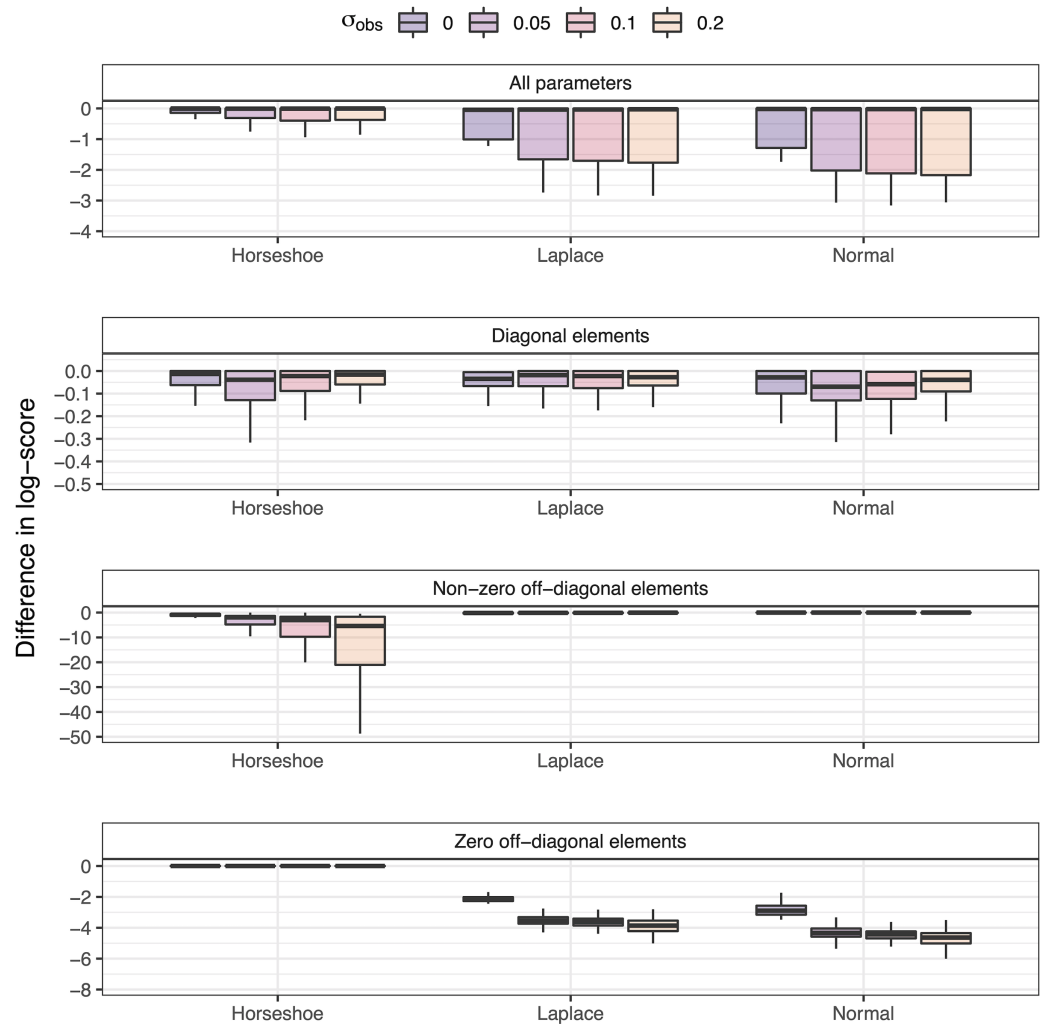 σobs 0 0.05 0.1 0.2
All parameters
0
−1
−2
−3
−4
Horseshoe Laplace Normal
Diagonal elements
0.0
−0.1
−0.2
−0.3
−0.4
−0.5
Horseshoe Laplace Normal
Difference in log−score
Non−zero off−diagonal elements
0
−10
−20
−30
−40
−50
Horseshoe Laplace Normal
Zero off−diagonal elements
0
−2
−4
−6
−8
Horseshoe Laplace Normal